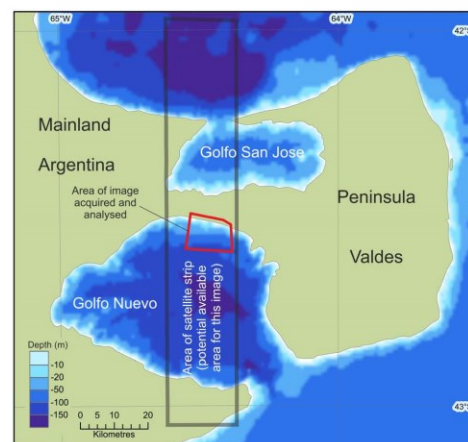 65°W
64°W
42°S
Mainland
Argentina
Golfo San Jose
Area of image
acquired and
analysed
Peninsula
Valdes
Golfo Nuevo
Area of satellite strip
(potential available
area for this image)
Depth (m)
-10
-20
-50
-100
-150
0 5 10 20
Kilometres
43°S